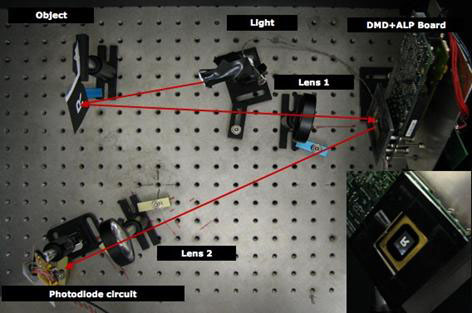 Object
Light
DMD+ALP Board
Lens 1
R
R
Lens 2
Photodiode circuit